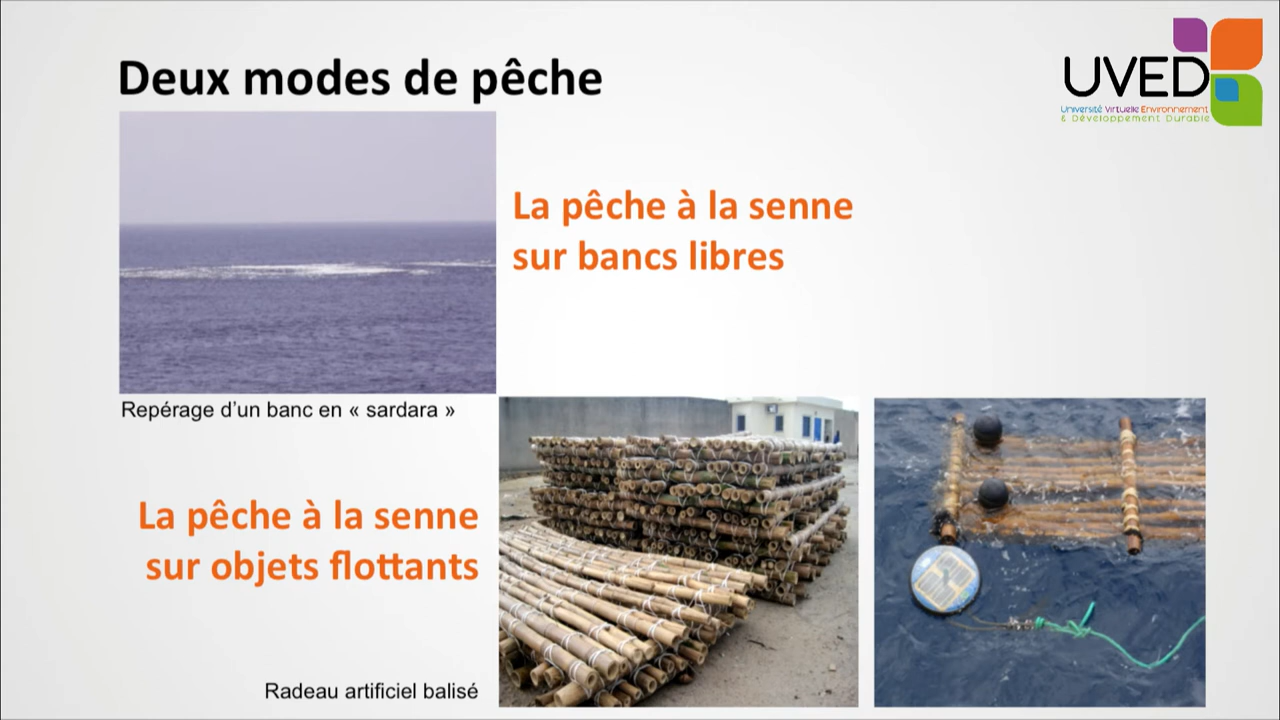 Deux modes de pêche
UVED
Université Virtuelle Environnement
& Développement Durable
La pêche à la senne
sur bancs libres
Repérage d’un banc en « sardara »
La pêche à la senne
sur objets flottants
Radeau artificiel balisé